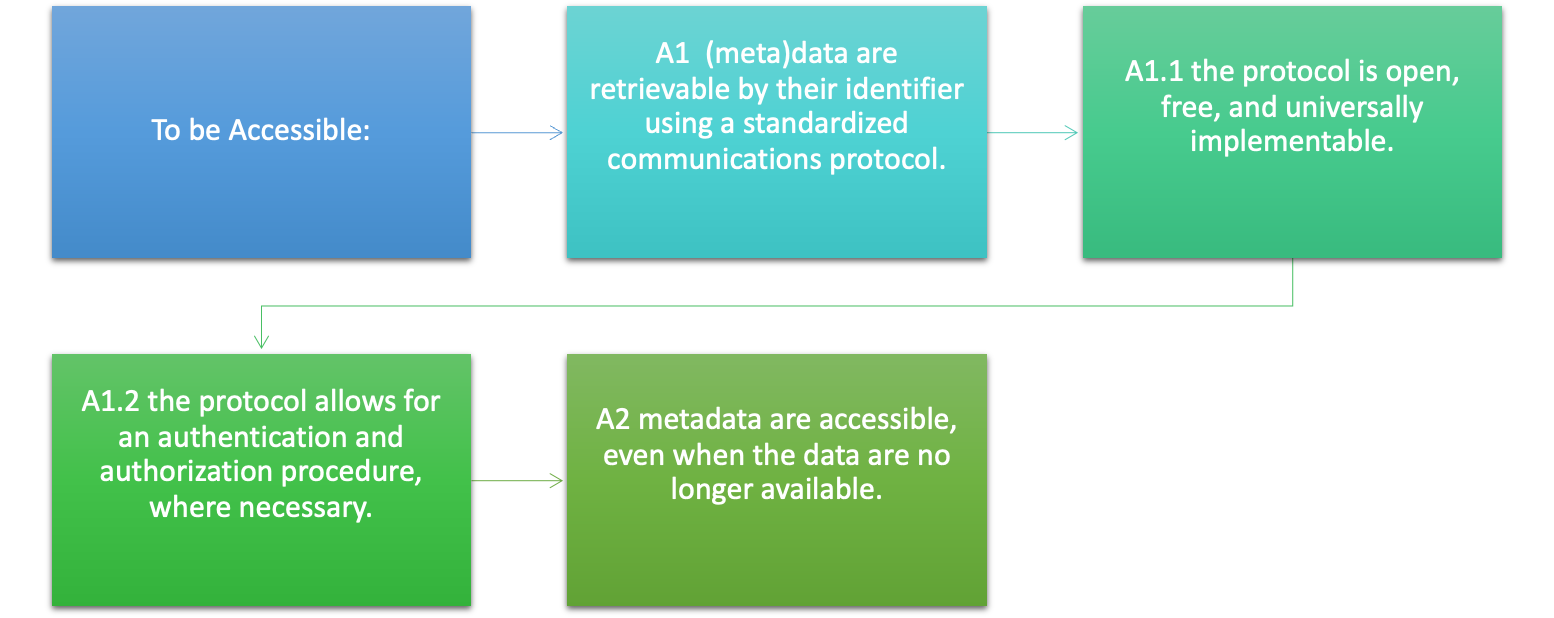 To be Accessible:
A1  (meta)data are
retrievable by their identifier
using a standardized
communications protocol.
A1.1 the protocol is open,
free, and universally
implementable.
A1.2 the protocol allows for
an authentication and
authorization procedure,
where necessary.
A2 metadata are accessible,
even when the data are no
longer available.